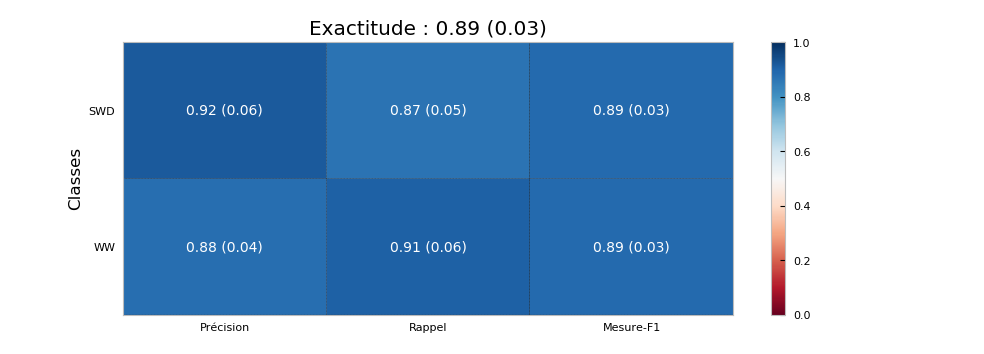 Exactitude : 0.89 (0.03)
Classes
SWD
0.92 (0.06)
0.87 (0.05)
0.89 (0.03)
WW
0.88 (0.04)
0.91 (0.06)
0.89 (0.03)
Précision
Rappel
Mesure-F1
1.0
0.8
0.6
0.4
0.2
0.0